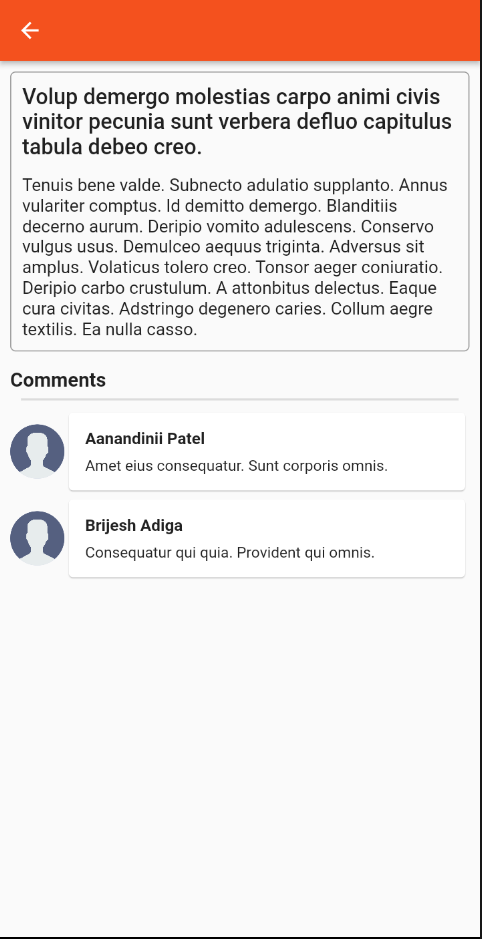 Volup demergo molestias carpo animi civis
vinitor pecunia sunt verbera defluo capitulus
tabula debeo creo.
Tenuis bene valde. Subnecto adulatio supplanto. Annus
vulariter comptus. Id demitto demergo. Blanditiis
decerno aurum. Deripio vomito adulescens. Conservo
vulgus usus. Demulceo aequus triginta. Adversus sit
amplus. Volaticus tolero creo. Tonsor aeger coniuratio.
Deripio carbo crustulum. A attonbitus delectus. Eaque
cura civitas. Adstringo degenero caries. Collum aegre
textilis. Ea nulla casso.
Comments
Aanandinii Patel
Amet eius consequatur. Sunt corporis omnis.
Brijesh Adiga
Consequatur qui quia. Provident qui omnis.